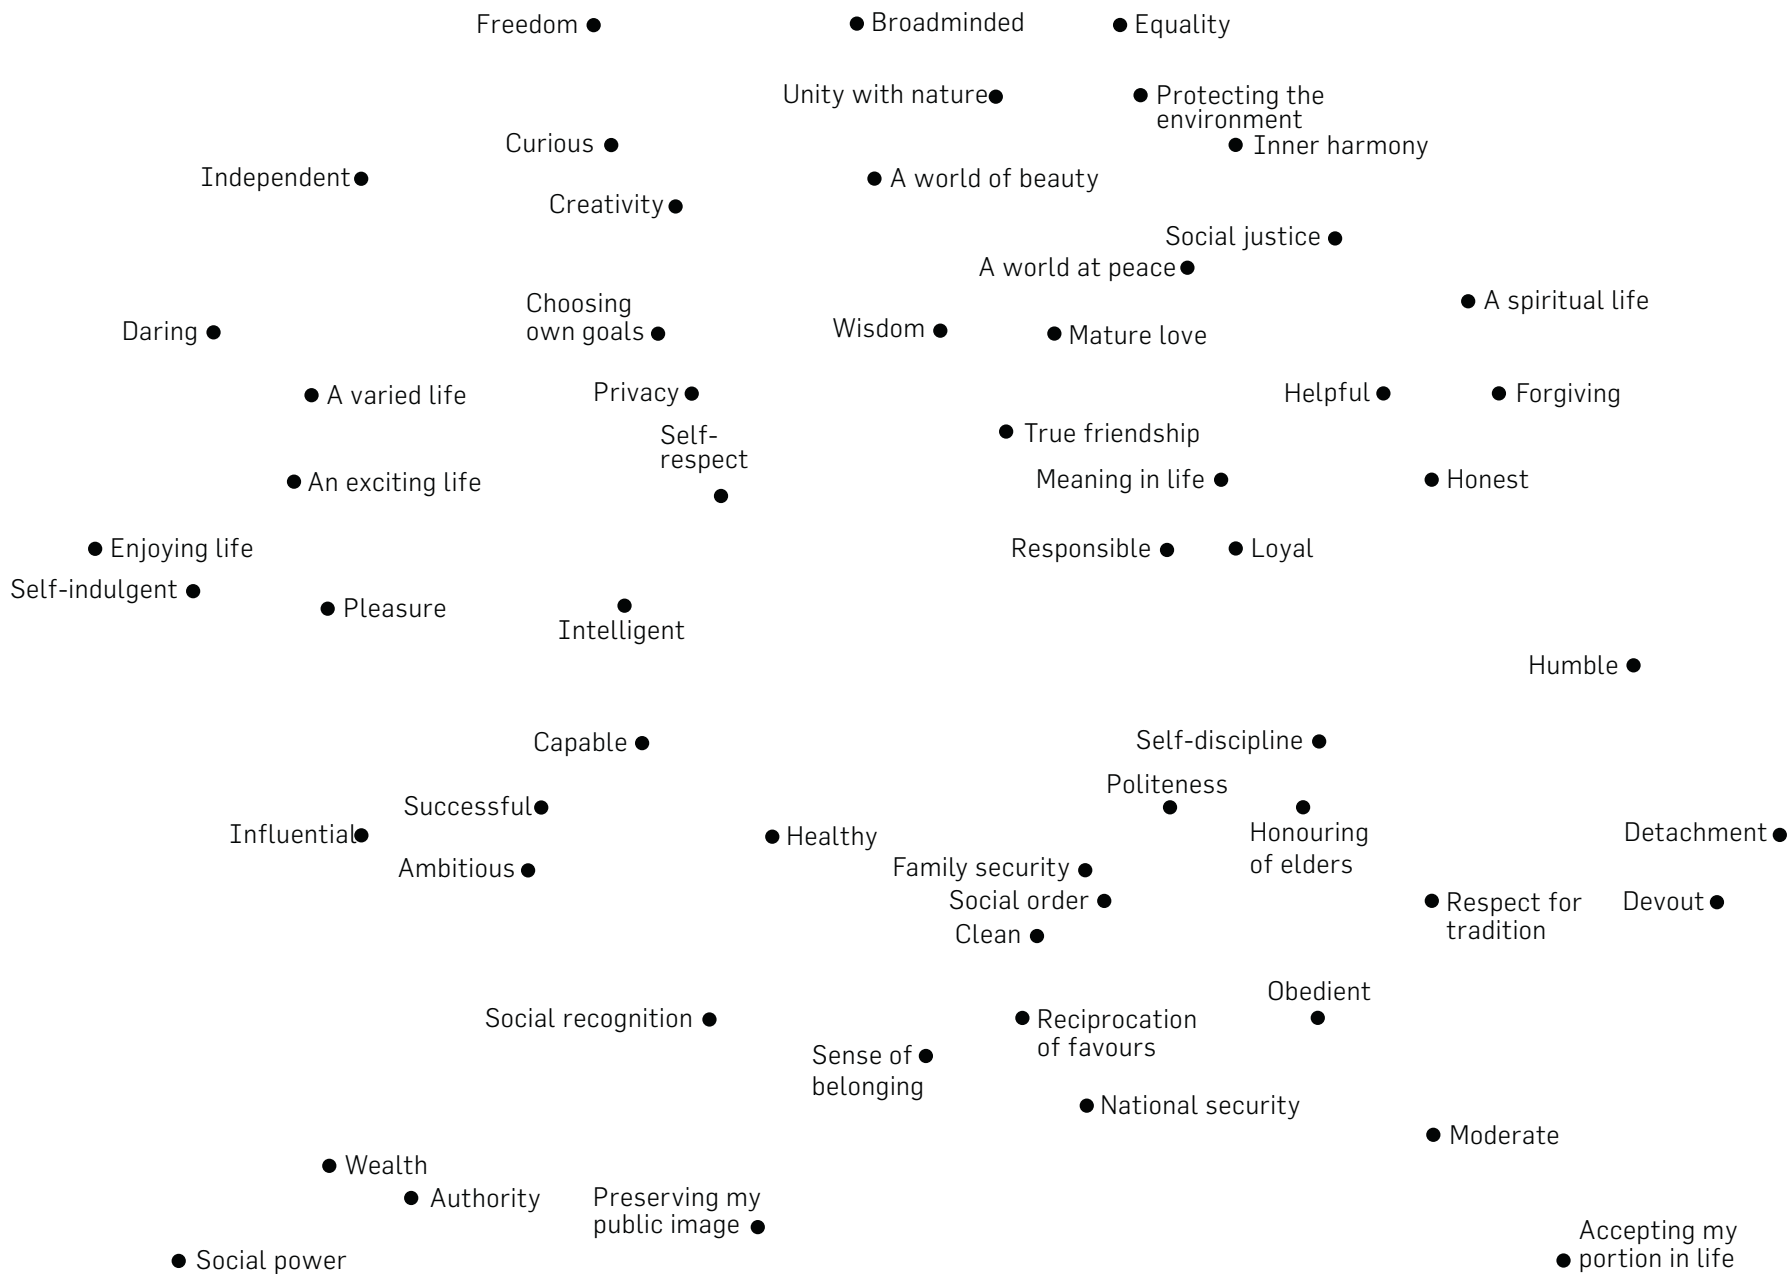 Freedom
Broadminded
Equality
Unity with nature
Protecting the
environment
Curious
Inner harmony
Independent
A world of beauty
Creativity
Social justice
A world at peace
A spiritual life
Choosing
own goals
Daring
Wisdom
Mature love
A varied life
Privacy
Helpful
Forgiving
Self-
respect
True friendship
An exciting life
Meaning in life
Honest
Enjoying life
Responsible
Loyal
Self-indulgent
Pleasure
Intelligent
Humble
Capable
Self-discipline
Politeness
Successful
Influential
Healthy
Honouring
of elders
Detachment
Ambitious
Family security
Social order
Respect for
tradition
Devout
Clean
Obedient
Social recognition
Reciprocation
of favours
Sense of
belonging
National security
Moderate
Wealth
Authority
Preserving my
public image
Accepting my
portion in life
Social power